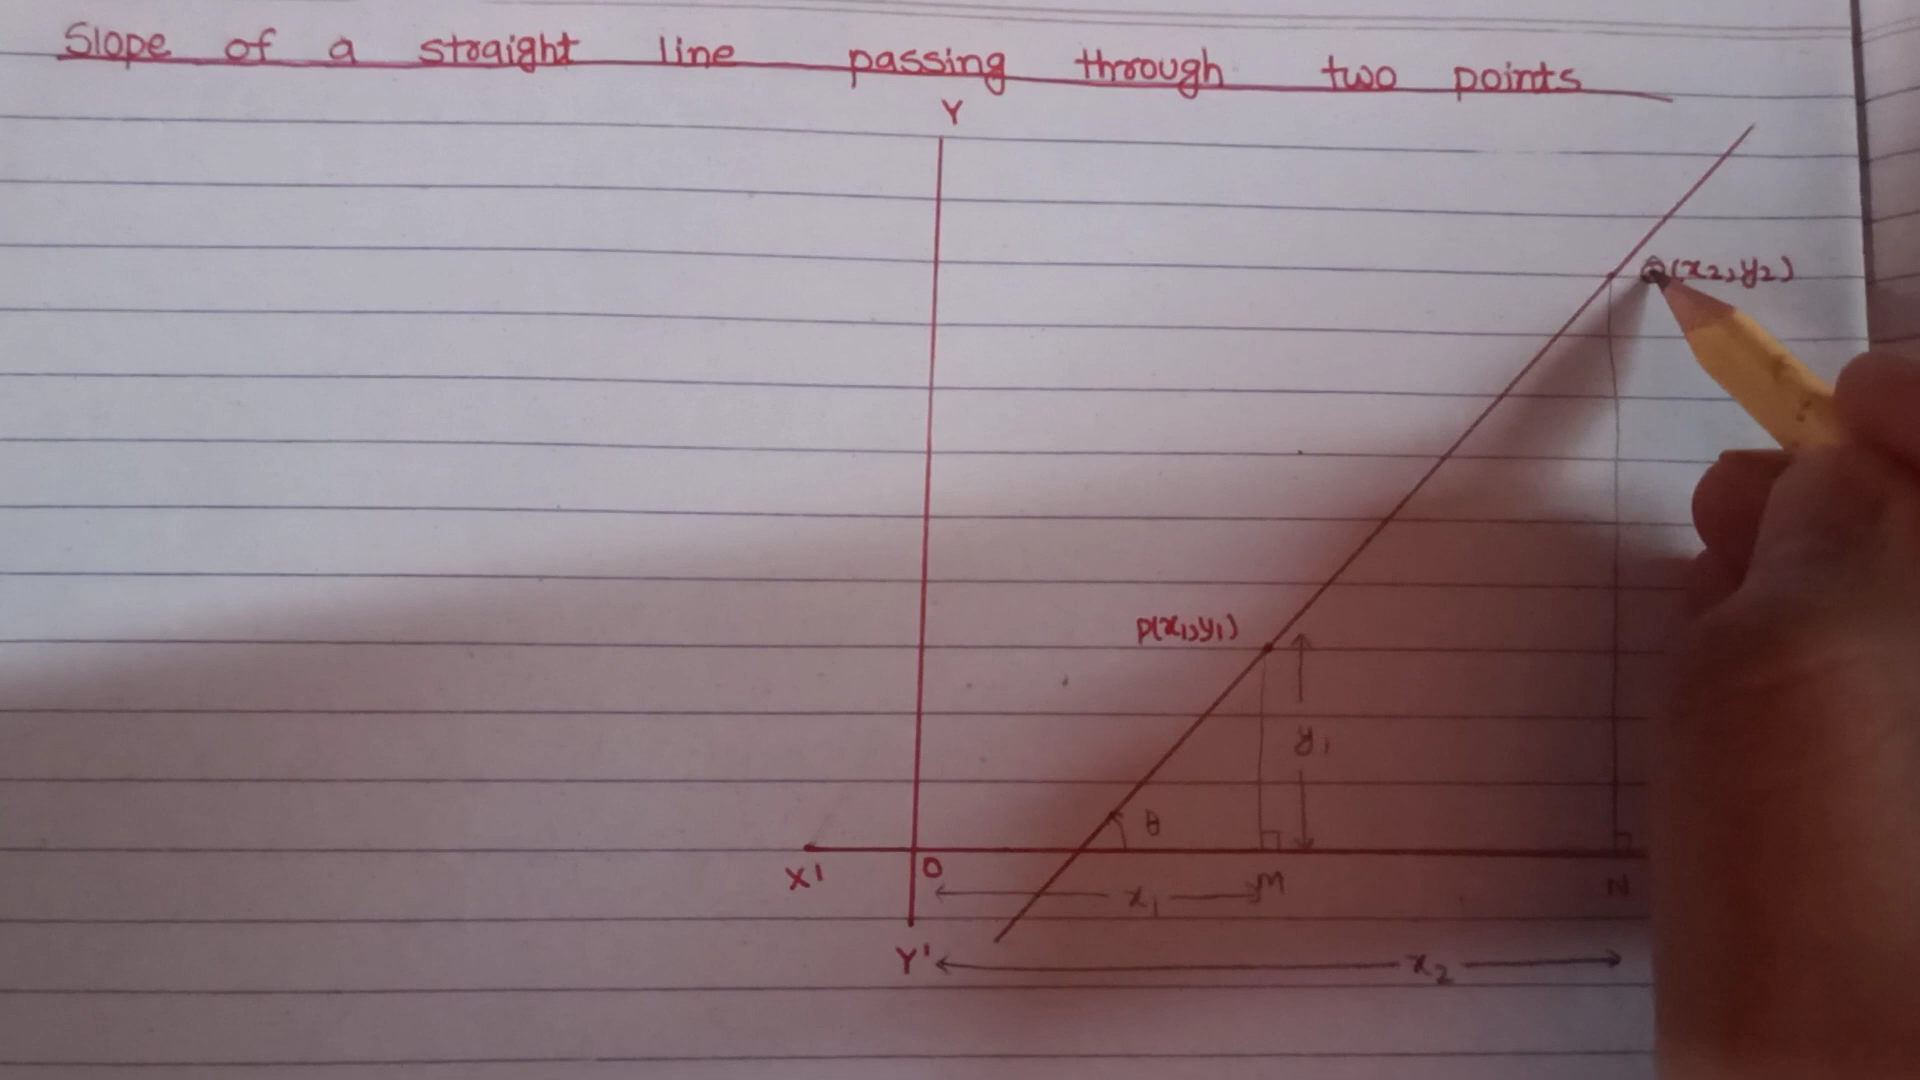 Slope of a straight line passing through two points
Y
Q(x₂,y₂)
P(x₁,y₁)
y₁
θ
X' O M N
x₁
Y' x₂